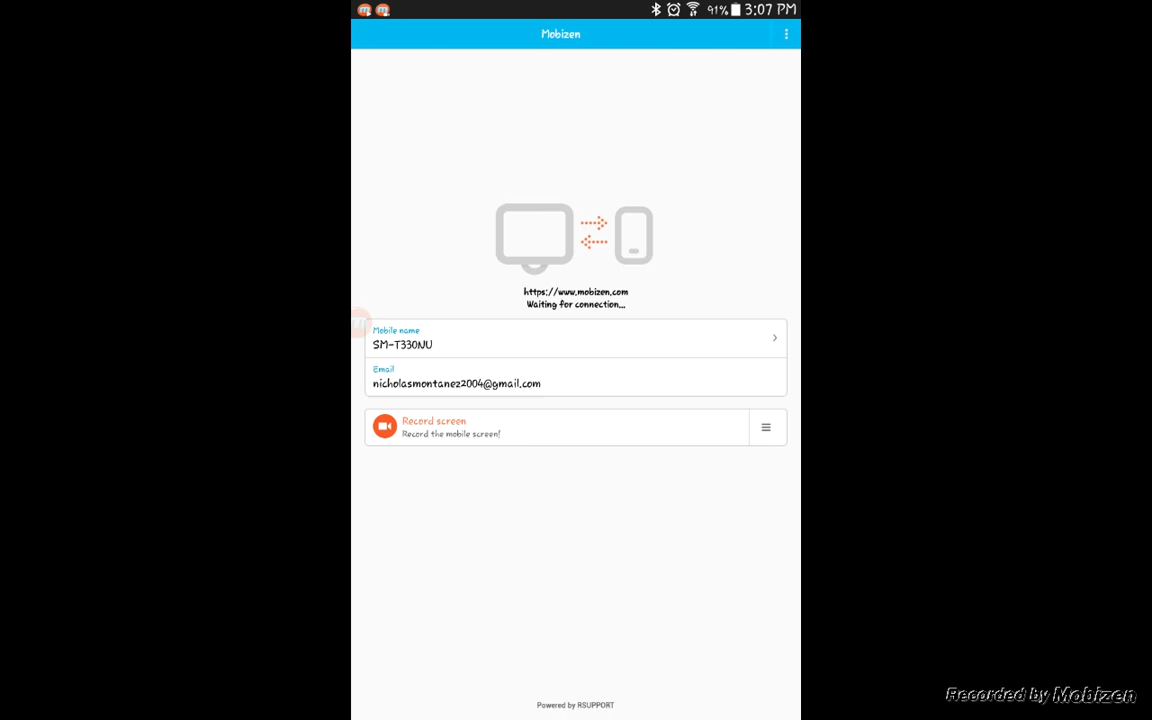 91% 3:07 PM
Mobizen
https://www.mobizen.com
Waiting for connection...
Mobile name
SM-T330NU
Email
nicholasmontanez2004@gmail.com
Record screen
Record the mobile screen!
Powered by RSUPPORT
Recorded by Mobizen